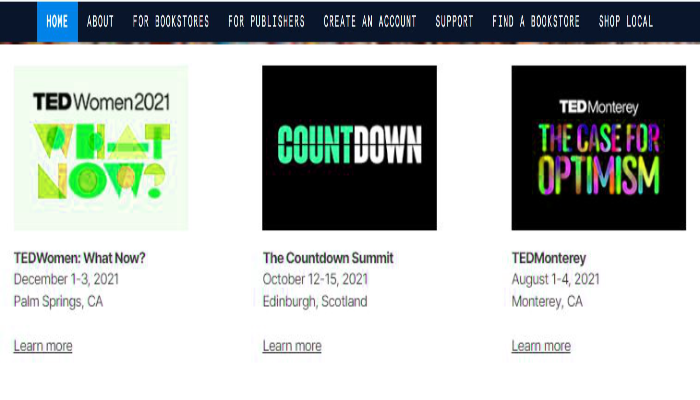 HOME ABOUT FOR BOOKSTORES FOR PUBLISHERS CREATE AN ACCOUNT SUPPORT FIND A BOOKSTORE SHOP LOCAL
TEDWomen2021
WHAT
NOW?
TEDWomen: What Now?
December 1-3, 2021
Palm Springs, CA
Learn more
COUNTDOWN
The Countdown Summit
October 12-15, 2021
Edinburgh, Scotland
Learn more
TEDMonterey
THE CASE FOR
OPTIMISM
TEDMonterey
August 1-4, 2021
Monterey, CA
Learn more